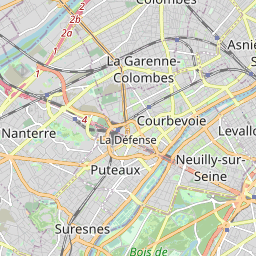 Colombes
1
2a
2b
Asniè
S
La Garenne-
Colombes
1
4
Courbevoie
Levallo
Nanterre
La Défense
Neuilly-sur-
Seine
Puteaux
Suresnes
Bois de